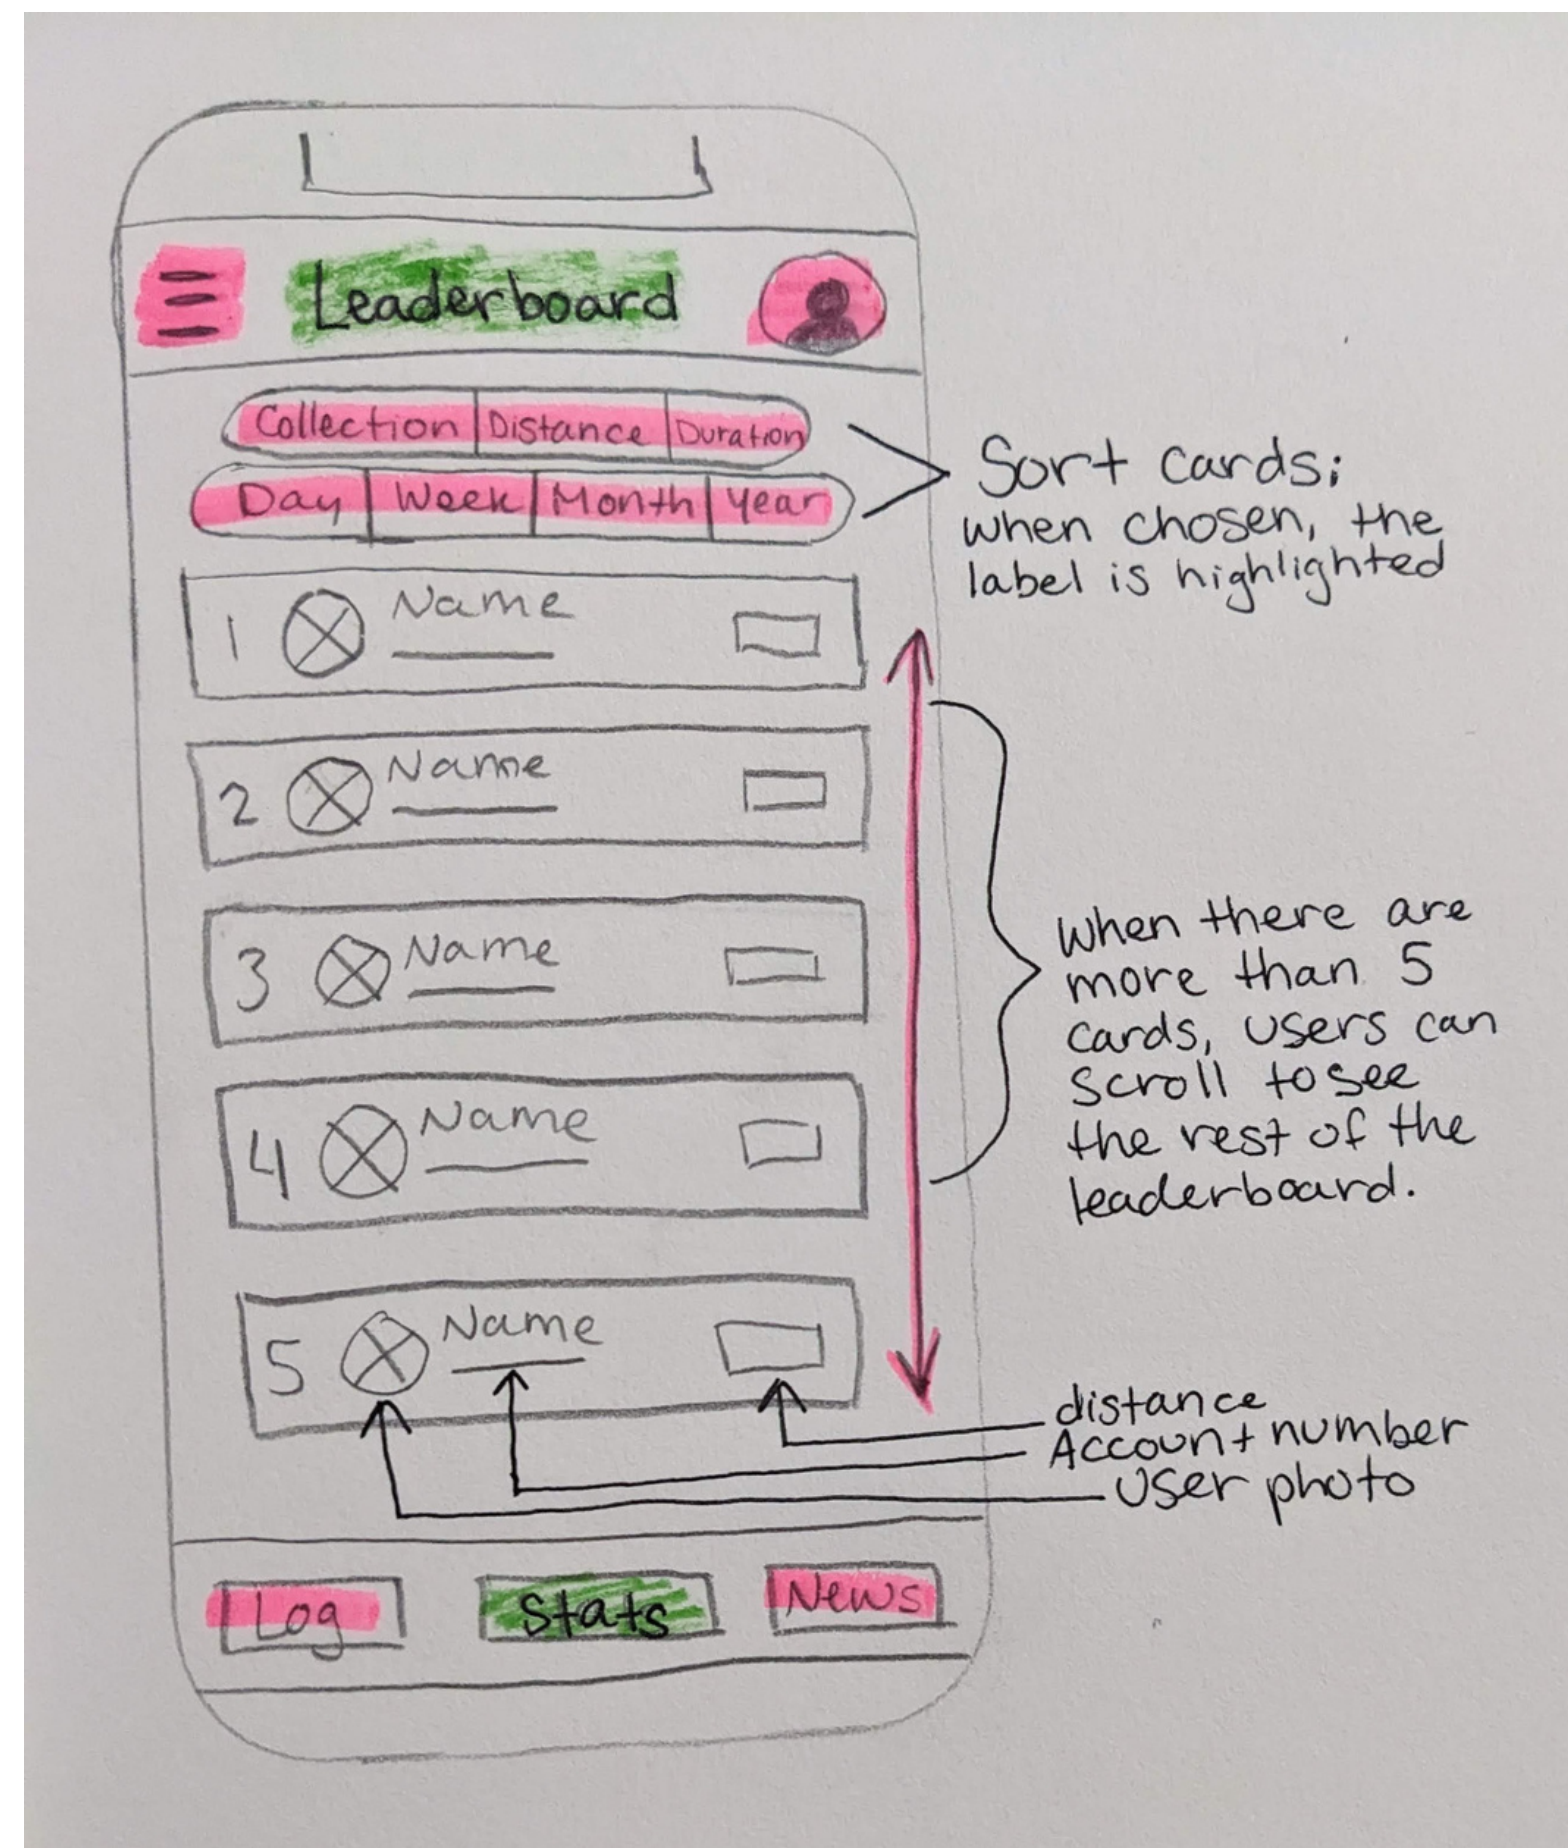 Leaderboard
Collection Distance Duration
Day Week Month Year
Sort cards;
when chosen, the
label is highlighted
1 Name
2 Name
3 Name
4 Name
5 Name
When there are
more than 5
cards, users can
scroll to see
the rest of the
leaderboard.
distance
Account number
User photo
Log Stats News